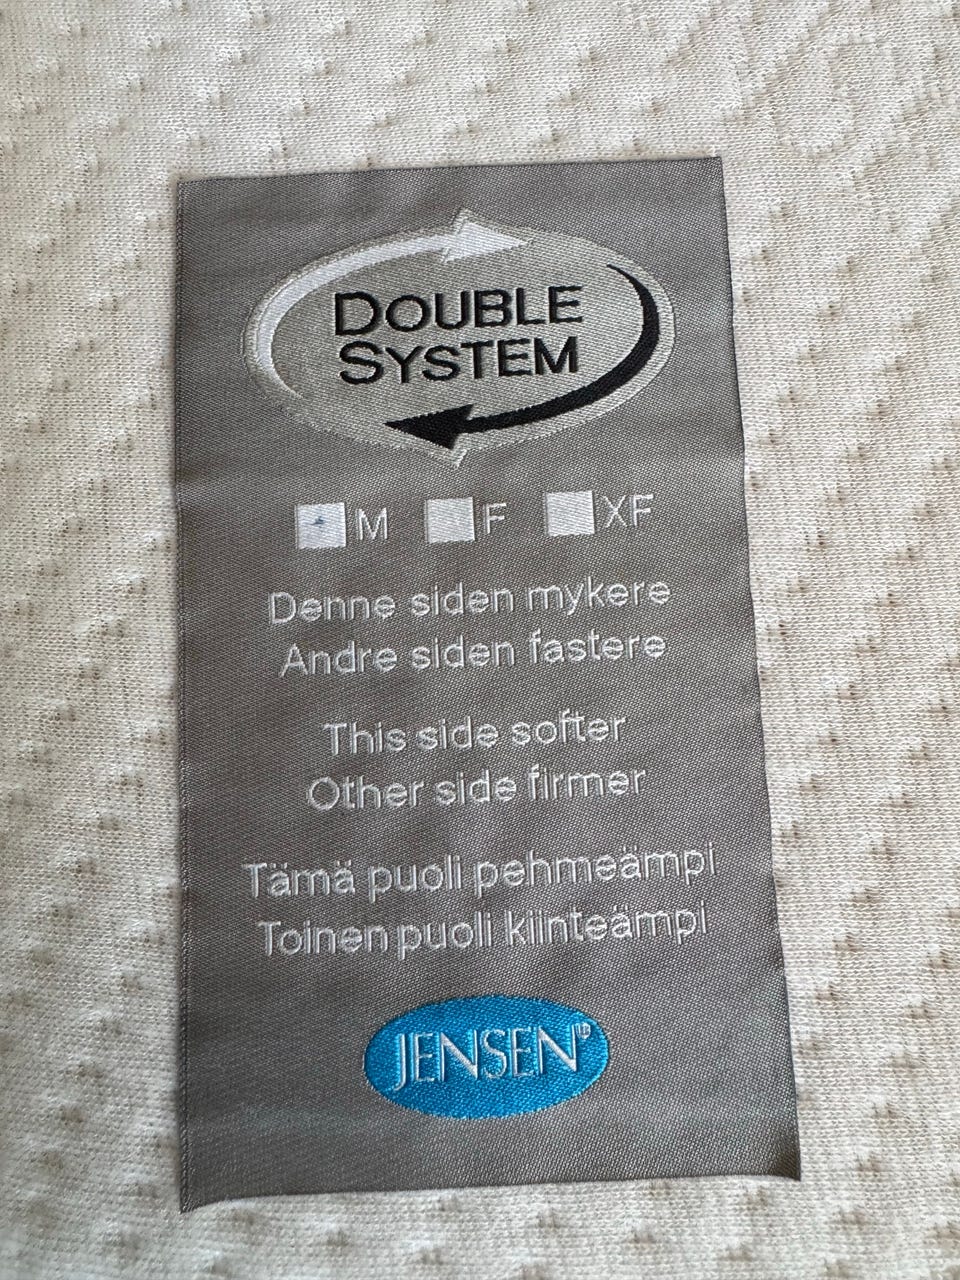 DOUBLE
SYSTEM
M F XF
Denne siden mykere
Andre siden fastere
This side softer
Other side firmer
Tämä puoli pehmeämpi
Toinen puoli kiinteämpi
JENSEN